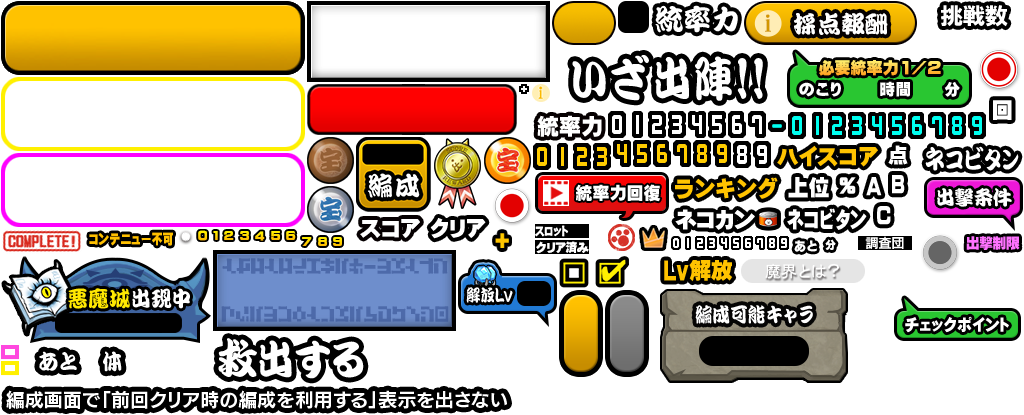 統率力
採点報酬
挑戦数
いざ出陣!!
必要統率力1/2
のこり 時間 分
統率力 01234567-0123456789
0123456789 89 ハイスコア 点 ネコビタン
宝 編成 宝
宝
統率力回復
ランキング 上位 % A B
出撃条件
スコア クリア
ネコカン ネコビタン C
COMPLETE!
コンテニュー不可
0123456789
スロット
クリア済み
0123456789 あと 分
調査団
出撃制限
悪魔城出現中
解放Lv
Lv解放
魔界とは?
編成可能キャラ
チェックポイント
あと 体
救出する
編成画面で「前回クリア時の編成を利用する」表示を出さない